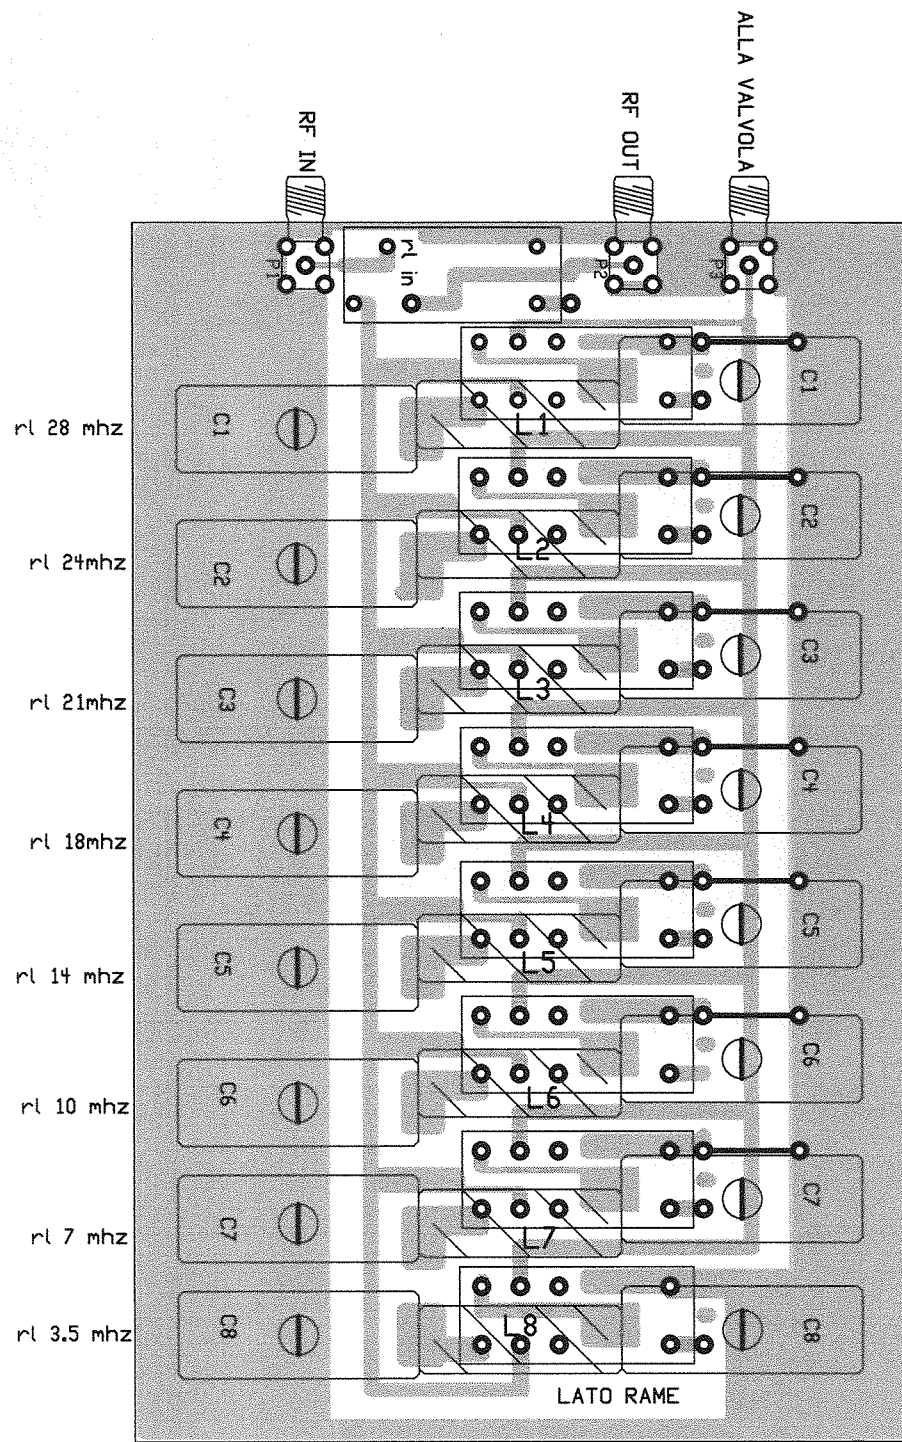 ALLA VALVOLA
RF OUT
RF IN
P1
rl in
P2
P3
C1
rl 28 mhz
C1
L1
C2
rl 24mhz
C2
L2
C3
rl 21mhz
C3
L3
C4
rl 18mhz
C4
L4
C5
rl 14 mhz
C5
L5
C6
rl 10 mhz
C6
L6
C7
rl 7 mhz
C7
L7
rl 3.5 mhz
C8
L8
C8
LATO RAME